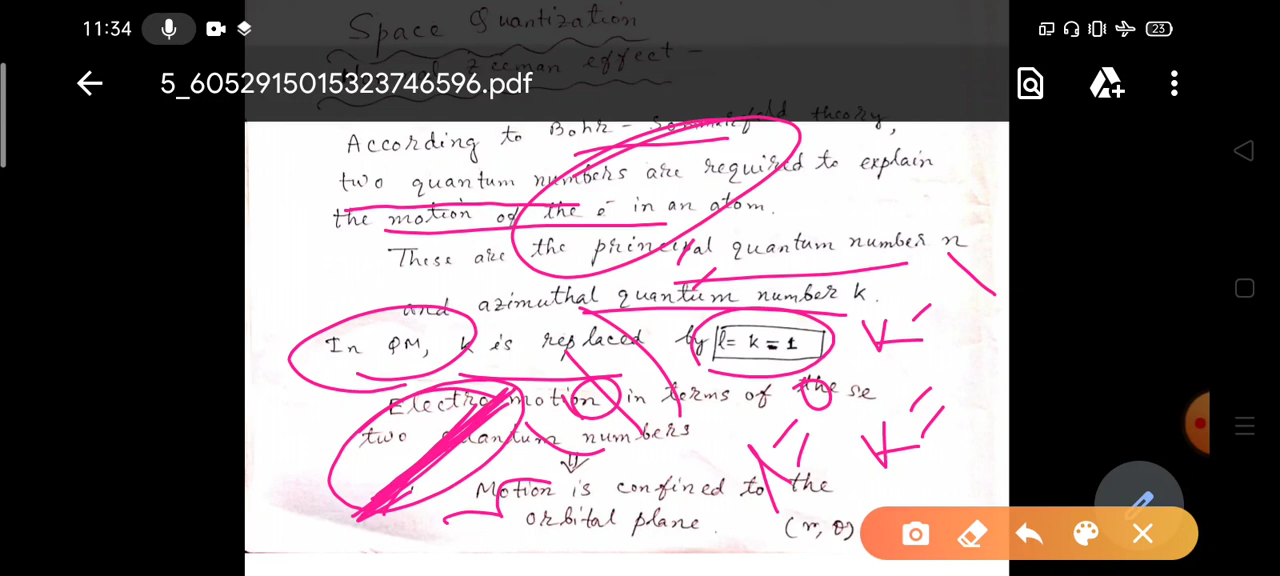 11:34
23
5_6052915015323746596.pdf
Space Quantization
Zeeman effect -
According to Bohr - Sommerfeld theory,
two quantum numbers are required to explain
the motion of the e⁻ in an atom.
These are the principal quantum number n
and azimuthal quantum number k.
In QM, k is replaced by l = k = 1
Electron motion in terms of these
two quantum numbers
⇓
Motion is confined to the
orbital plane. (r, θ)